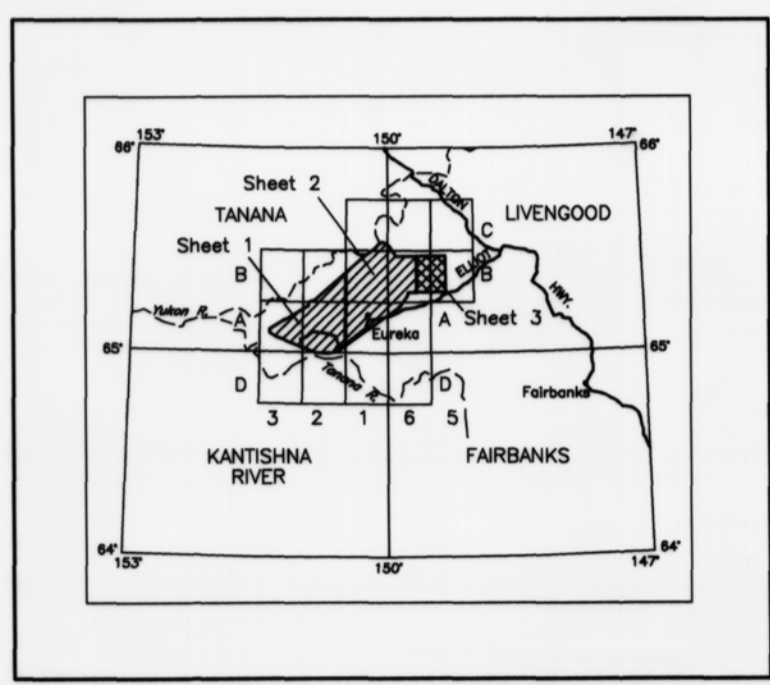 153°
150°
147°
66°
66°
Sheet 2
DALTON
TANANA
LIVENGOOD
C
Sheet 1
ELLIOT
B
B
HWY.
Yukon R.
A
A
Sheet 3
Eureka
65°
65°
Tanana R.
D
D
Fairbanks
3 2 1 6 5
KANTISHNA
RIVER
FAIRBANKS
64°
64°
153°
150°
147°